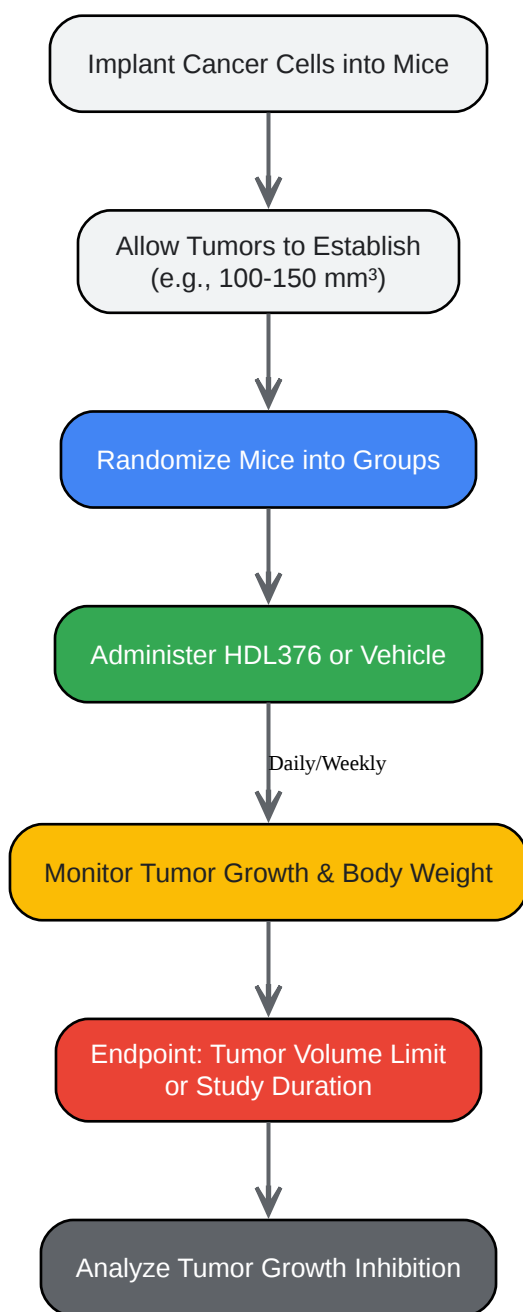 Implant Cancer Cells into Mice
Allow Tumors to Establish
(e.g., 100-150 mm³)
Randomize Mice into Groups
Administer HDL376 or Vehicle
Daily/Weekly
Monitor Tumor Growth & Body Weight
Endpoint: Tumor Volume Limit
or Study Duration
Analyze Tumor Growth Inhibition